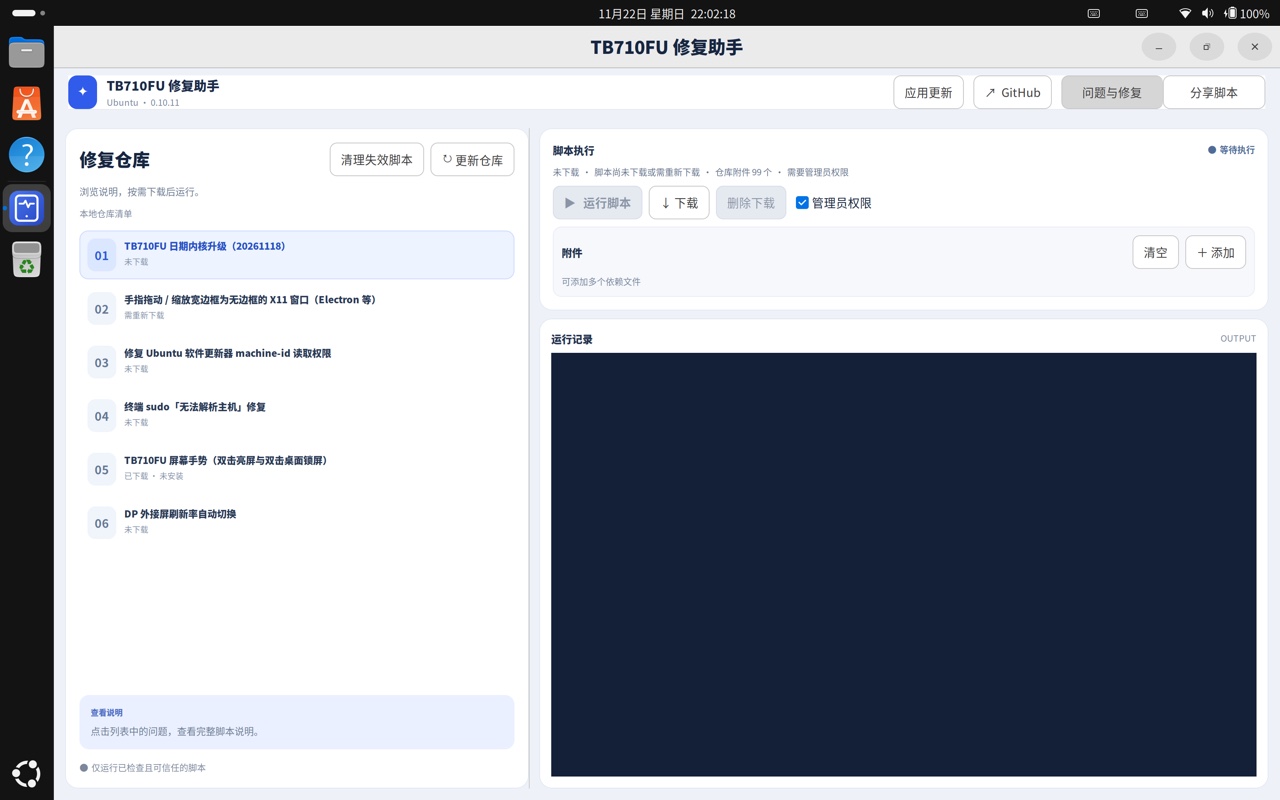 11月22日 星期日 22:02:18
100%
TB710FU 修复助手
TB710FU 修复助手
Ubuntu · 0.10.11
应用更新
↗ GitHub
问题与修复
分享脚本
修复仓库
清理失效脚本
↻ 更新仓库
浏览说明，按需下载后运行。
本地仓库清单
01
TB710FU 日期内核升级（20261118）
未下载
02
手指拖动 / 缩放宽边框为无边框的 X11 窗口（Electron 等）
需重新下载
03
修复 Ubuntu 软件更新器 machine-id 读取权限
未下载
04
终端 sudo「无法解析主机」修复
未下载
05
TB710FU 屏幕手势（双击亮屏与双击桌面锁屏）
已下载 · 未安装
06
DP 外接屏刷新率自动切换
未下载
查看说明
点击列表中的问题，查看完整脚本说明。
● 仅运行已检查且可信任的脚本
脚本执行
● 等待执行
未下载 · 脚本尚未下载或需重新下载 · 仓库附件 99 个 · 需要管理员权限
▶ 运行脚本
↓ 下载
删除下载
管理员权限
附件
清空
＋ 添加
可添加多个依赖文件
运行记录
OUTPUT